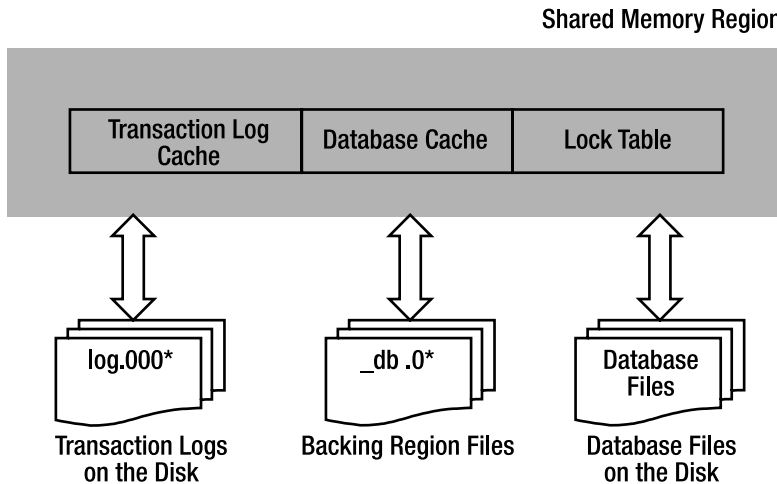 Shared Memory Region
Transaction Log
Cache
Database Cache
Lock Table
log.000*
_db .0*
Database
Files
Transaction Logs
on the Disk
Backing Region Files
Database Files
on the Disk